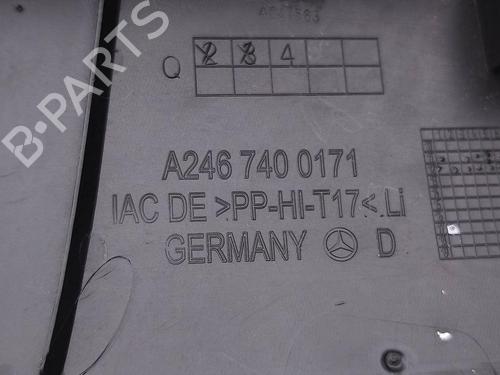 B-PARTS
Q 2 3 4
A246 740 0171
IAC DE >PP-HI-T17<.Li
GERMANY D